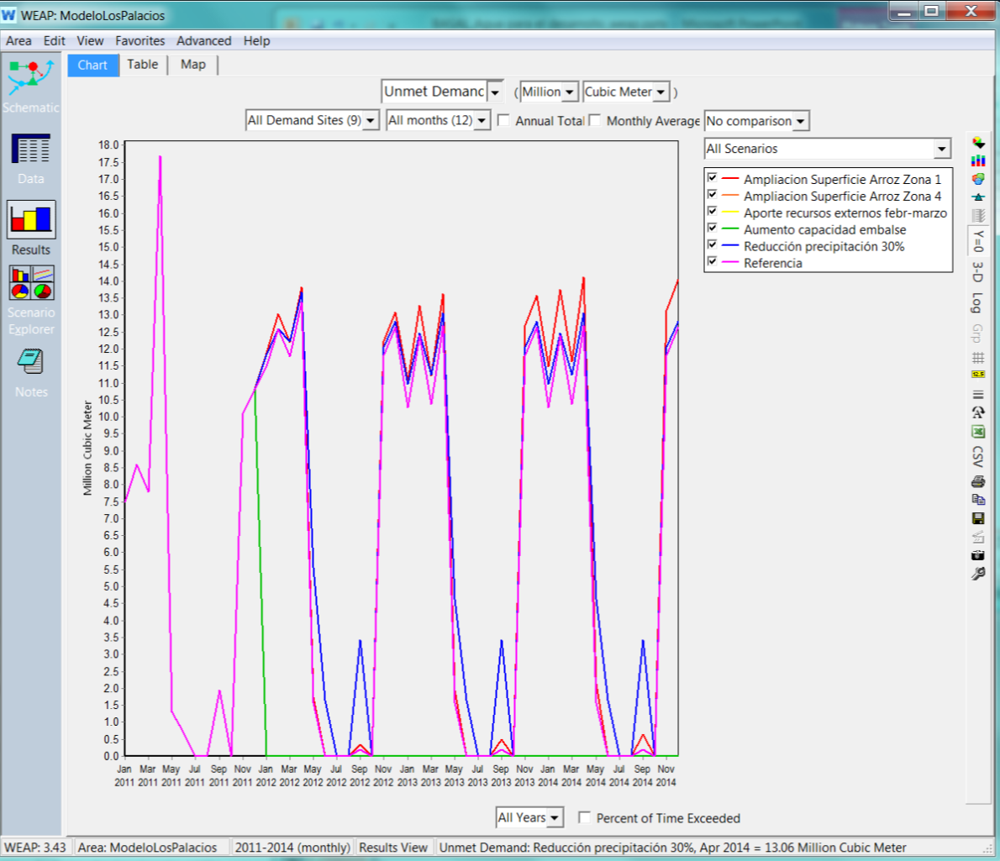 WEAP: ModeloLosPalacios
Area Edit View Favorites Advanced Help
Chart Table Map
Unmet Demanc (Million Cubic Meter)
All Demand Sites (9) All months (12) Annual Total Monthly Average No comparison
All Scenarios
Ampliacion Superficie Arroz Zona 1
Ampliacion Superficie Arroz Zona 4
Aporte recursos externos febr-marzo
Aumento capacidad embalse
Reducción precipitación 30%
Referencia
Schematic
Data
Results
Scenario
Explorer
Notes
Million Cubic Meter
18.0
17.5
17.0
16.5
16.0
15.5
15.0
14.5
14.0
13.5
13.0
12.5
12.0
11.5
11.0
10.5
10.0
9.5
9.0
8.5
8.0
7.5
7.0
6.5
6.0
5.5
5.0
4.5
4.0
3.5
3.0
2.5
2.0
1.5
1.0
0.5
0.0
Jan Mar May Jul Sep Nov Jan Mar May Jul Sep Nov Jan Mar May Jul Sep Nov Jan Mar May Jul Sep Nov
2011 2011 2011 2011 2011 2011 2012 2012 2012 2012 2012 2012 2013 2013 2013 2013 2013 2013 2014 2014 2014 2014 2014 2014
Y=0
3-D
Log
Grp
12.5
CSV
All Years Percent of Time Exceeded
WEAP: 3.43 Area: ModeloLosPalacios 2011-2014 (monthly) Results View Unmet Demand: Reducción precipitación 30%, Apr 2014 = 13.06 Million Cubic Meter